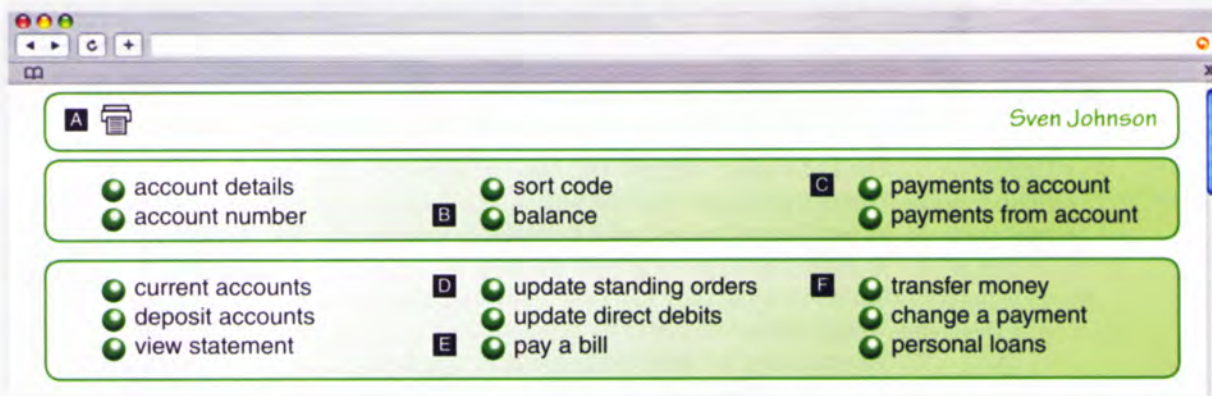 A Sven Johnson
account details sort code C payments to account
account number B balance payments from account
current accounts D update standing orders F transfer money
deposit accounts update direct debits change a payment
view statement E pay a bill personal loans